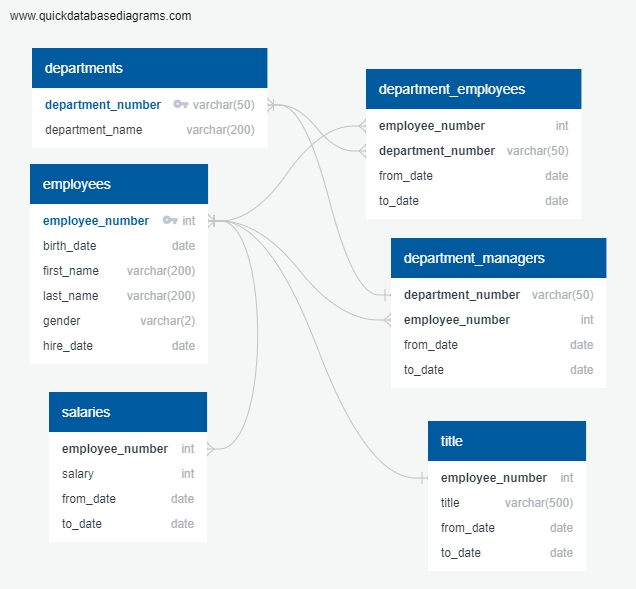 www.quickdatabasediagrams.com
departments
department_number varchar(50)
department_name varchar(200)
employees
employee_number int
birth_date date
first_name varchar(200)
last_name varchar(200)
gender varchar(2)
hire_date date
salaries
employee_number int
salary int
from_date date
to_date date
department_employees
employee_number int
department_number varchar(50)
from_date date
to_date date
department_managers
department_number varchar(50)
employee_number int
from_date date
to_date date
title
employee_number int
title varchar(500)
from_date date
to_date date